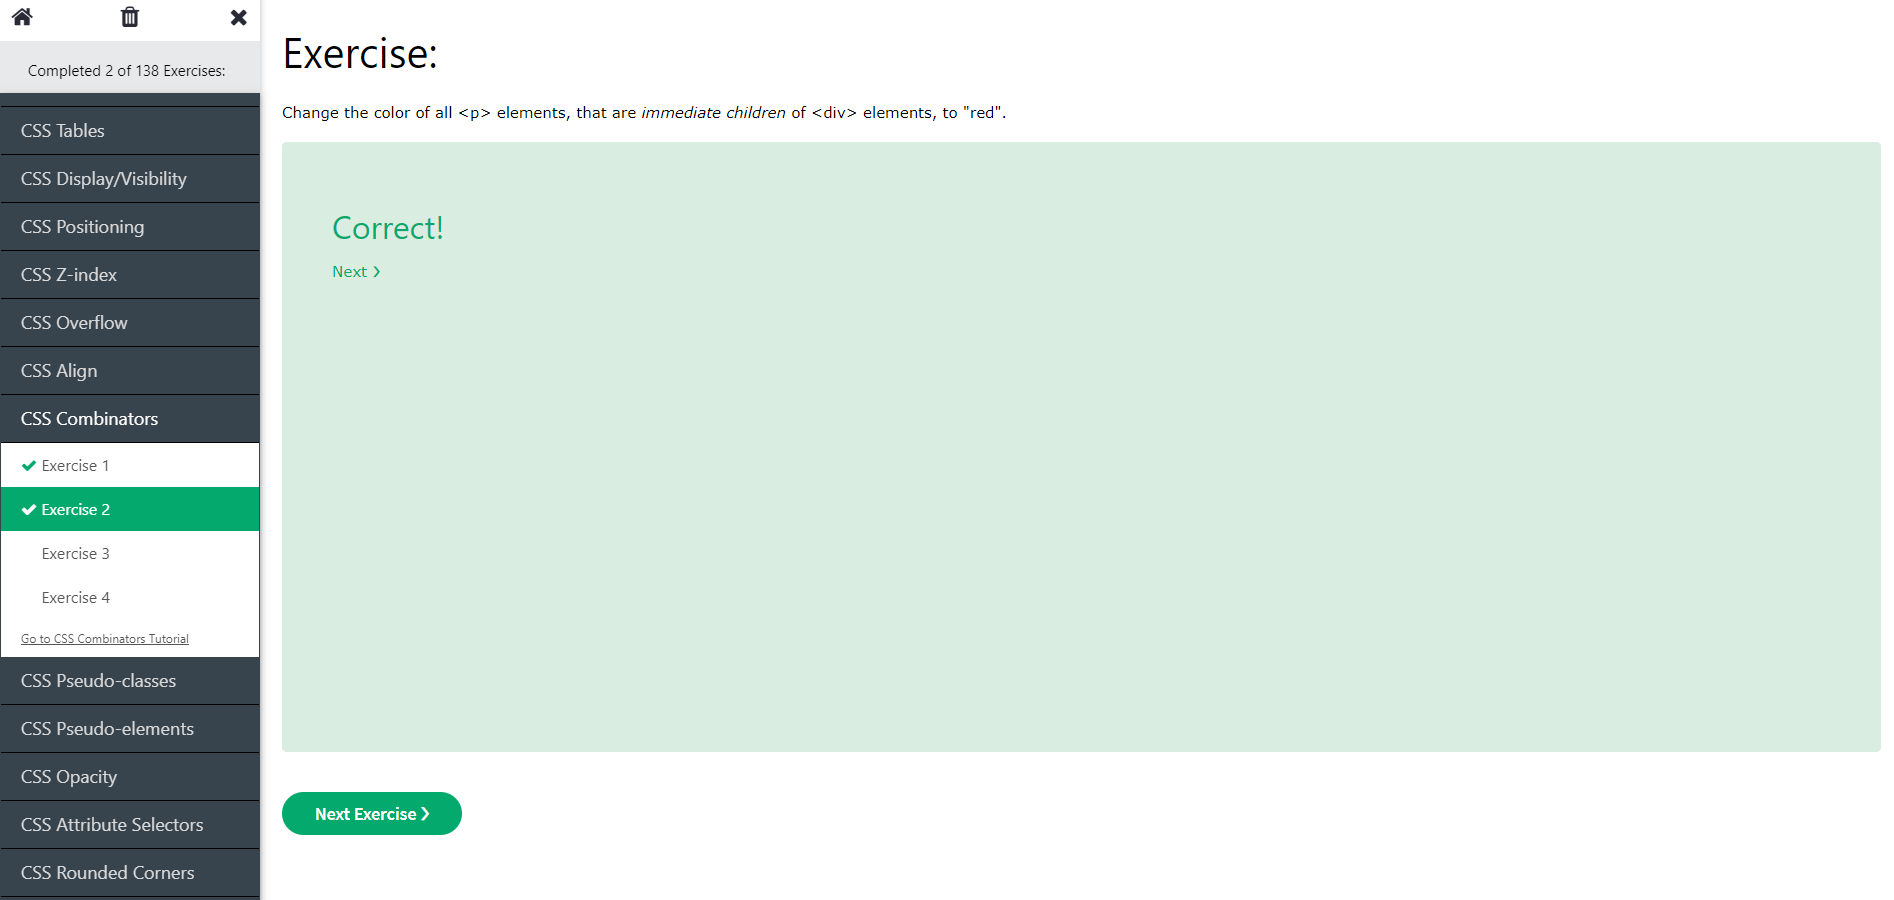 Completed 2 of 138 Exercises:
CSS Tables
CSS Display/Visibility
CSS Positioning
CSS Z-index
CSS Overflow
CSS Align
CSS Combinators
Exercise 1
Exercise 2
Exercise 3
Exercise 4
Go to CSS Combinators Tutorial
CSS Pseudo-classes
CSS Pseudo-elements
CSS Opacity
CSS Attribute Selectors
CSS Rounded Corners
Exercise:
Change the color of all <p> elements, that are immediate children of <div> elements, to "red".
Correct!
Next ❯
Next Exercise ❯